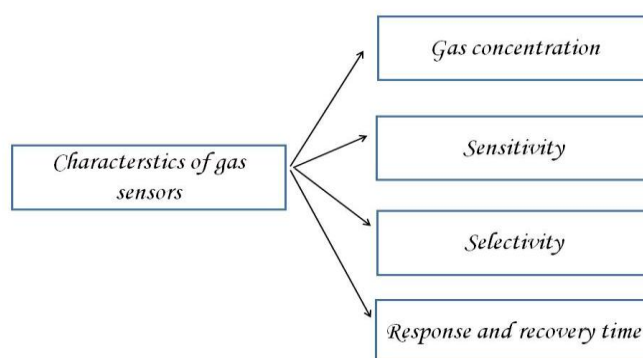 Gas concentration
Sensitivity
Characterstics of gas
sensors
Selectivity
Response and recovery time